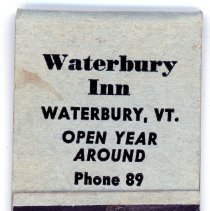 Waterbury
Inn
WATERBURY, VT.
OPEN YEAR
AROUND
Phone 89